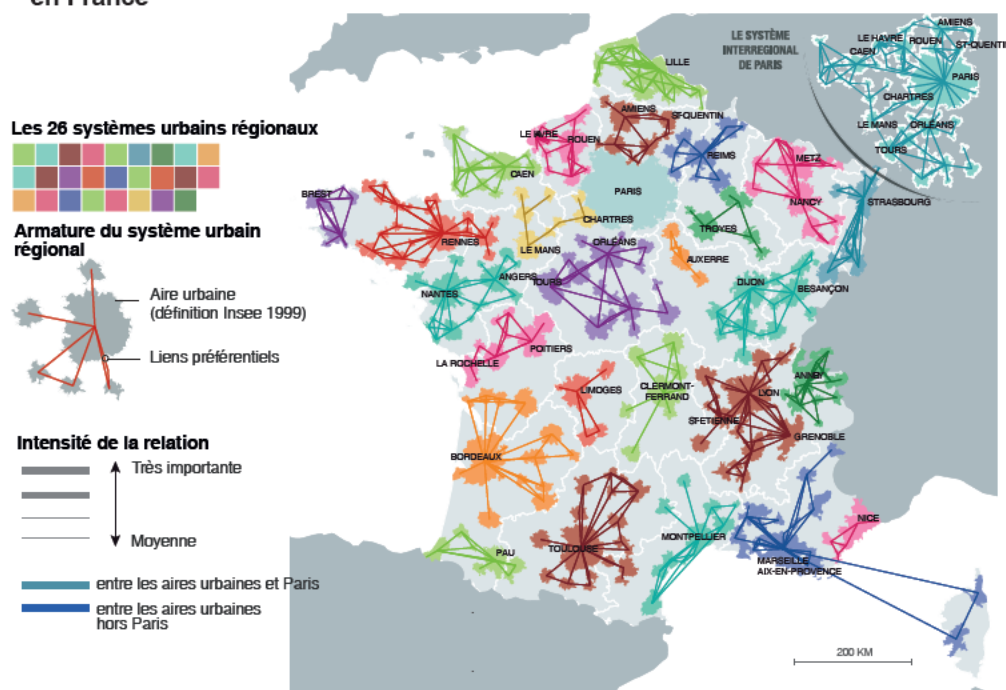 en France
Les 26 systèmes urbains régionaux
Armature du système urbain
régional
Aire urbaine
(définition Insee 1999)
Liens préférentiels
Intensité de la relation
Très importante
Moyenne
entre les aires urbaines et Paris
entre les aires urbaines
hors Paris
LE SYSTÈME
INTERREGIONAL
DE PARIS
AMIENS
LE HAVRE
ROUEN
ST-QUENTIN
CAEN
PARIS
CHARTRES
LE MANS
ORLÉANS
TOURS
LILLE
AMIENS
ST-QUENTIN
ROUEN
REIMS
METZ
CAEN
PARIS
NANCY
STRASBOURG
BREST
CHARTRES
TROYES
RENNES
LE MANS
ORLÉANS
AUXERRE
ANGERS
TOURS
DIJON
BESANÇON
NANTES
POITIERS
LA ROCHELLE
LIMOGES
CLERMONT-
FERRAND
LYON
GRENOBLE
BORDEAUX
NICE
PAU
TOULOUSE
MONTPELLIER
MARSEILLE
AIX-EN-PROVENCE
200 KM